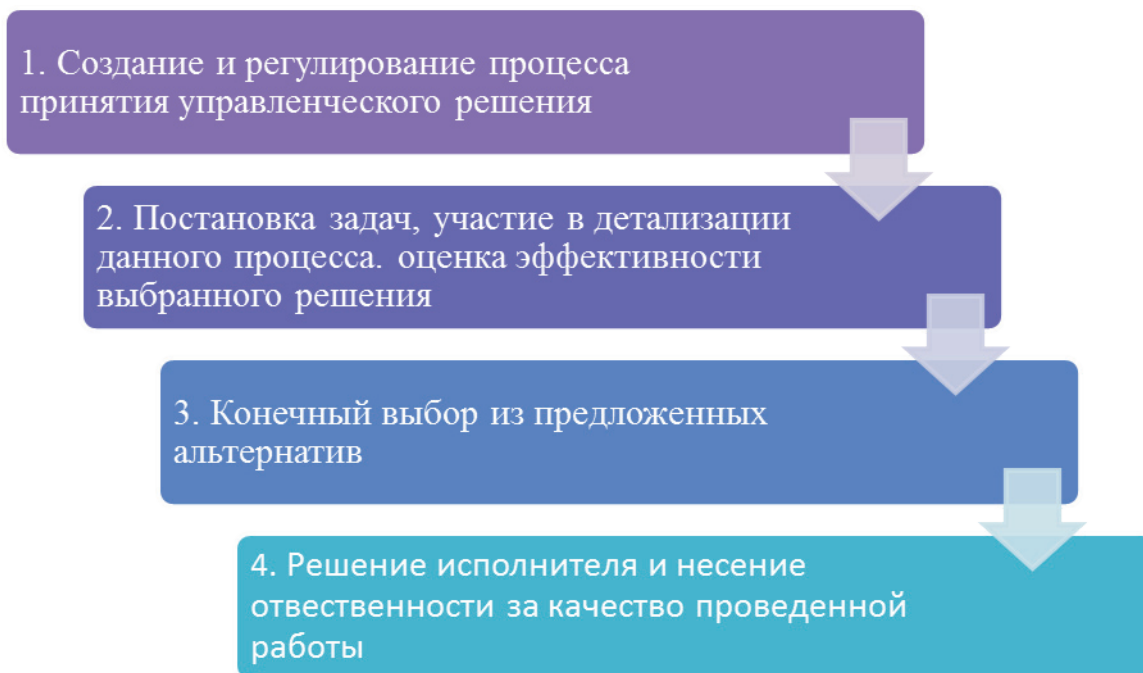 1. Создание и регулирование процесса
принятия управленческого решения
2. Постановка задач, участие в детализации
данного процесса. оценка эффективности
выбранного решения
3. Конечный выбор из предложенных
альтернатив
4. Решение исполнителя и несение
отвественности за качество проведенной
работы